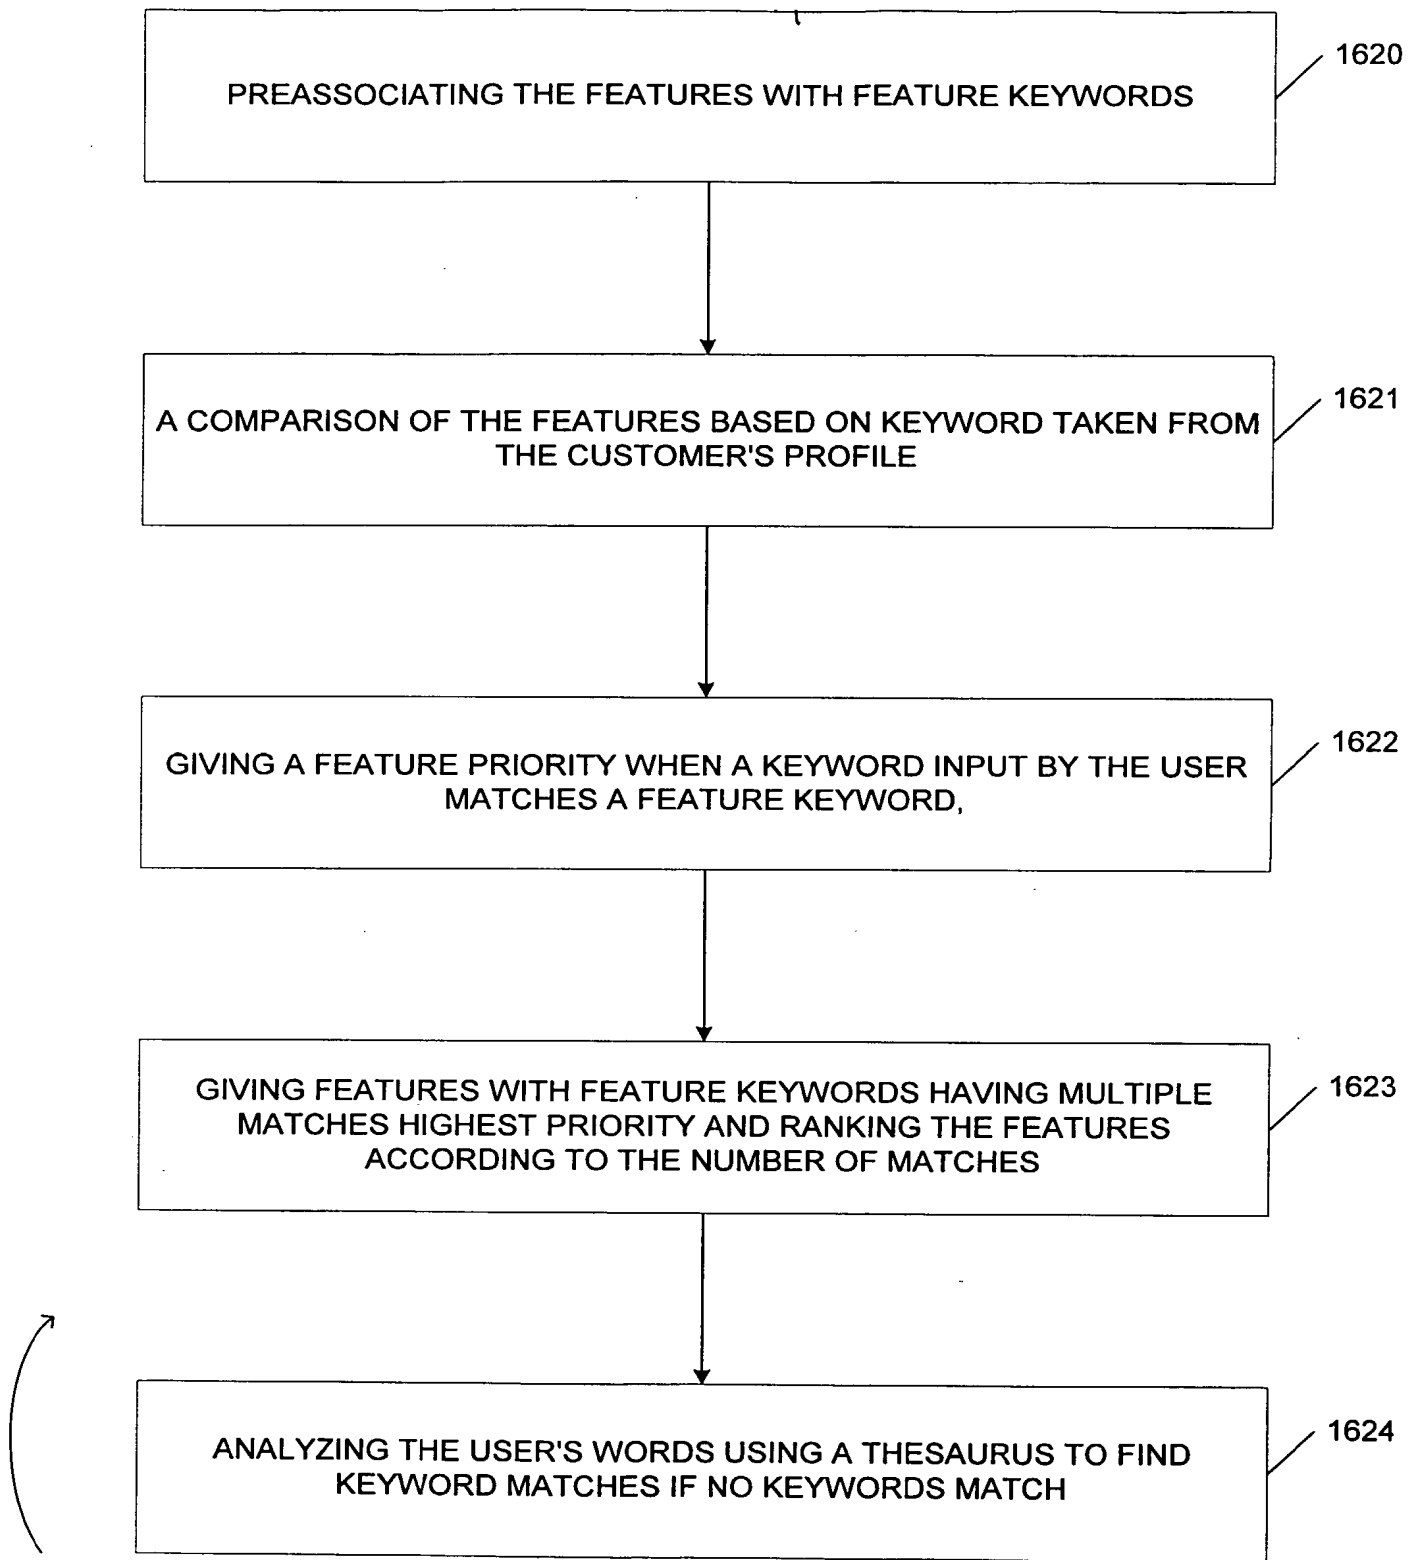 PREASSOCIATING THE FEATURES WITH FEATURE KEYWORDS
1620
A COMPARISON OF THE FEATURES BASED ON KEYWORD TAKEN FROM
THE CUSTOMER'S PROFILE
1621
GIVING A FEATURE PRIORITY WHEN A KEYWORD INPUT BY THE USER
MATCHES A FEATURE KEYWORD,
1622
GIVING FEATURES WITH FEATURE KEYWORDS HAVING MULTIPLE
MATCHES HIGHEST PRIORITY AND RANKING THE FEATURES
ACCORDING TO THE NUMBER OF MATCHES
1623
ANALYZING THE USER'S WORDS USING A THESAURUS TO FIND
KEYWORD MATCHES IF NO KEYWORDS MATCH
1624